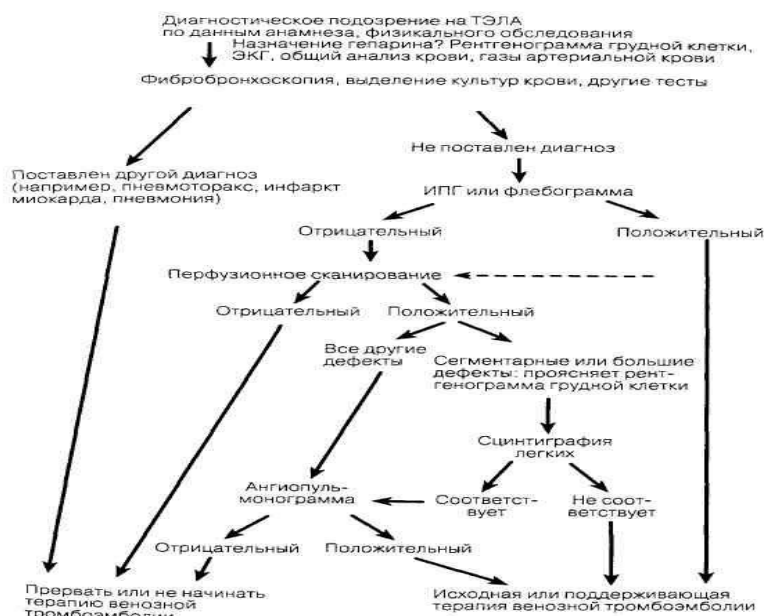 Диагностическое подозрение на ТЭЛА
по данным анамнеза, физикального обследования
Назначение гепарина? Рентгенограмма грудной клетки,
ЭКГ, общий анализ крови, газы артериальной крови
Фибробронхоскопия, выделение культур крови, другие тесты
Не поставлен диагноз
Поставлен другой диагноз
(например, пневмоторакс, инфаркт
миокарда, пневмония)
ИПГ или флебограмма
Отрицательный
Положительный
Перфузионное сканирование
Отрицательный
Положительный
Все другие
дефекты
Сегментарные или большие
дефекты: проясняет рент-
генограмма грудной клетки
Сцинтиграфия
легких
Ангиопуль-
монограмма
Соответст-
вует
Не соот-
ветствует
Отрицательный
Положительный
Прервать или не начинать
терапию венозной
тромбоэмболии
Исходная или поддерживающая
терапия венозной тромбоэмболии